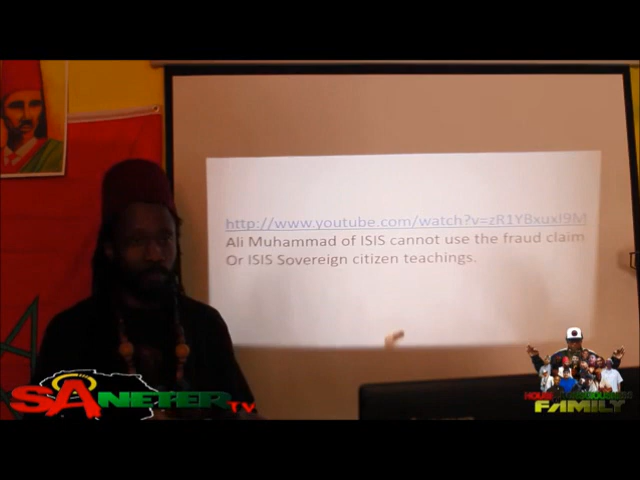 http://www.youtube.com/watch?v=zR1YBxuxl9M
Ali Muhammad of ISIS cannot use the fraud claim
Or ISIS Sovereign citizen teachings.
SANETER TV
FAMILY